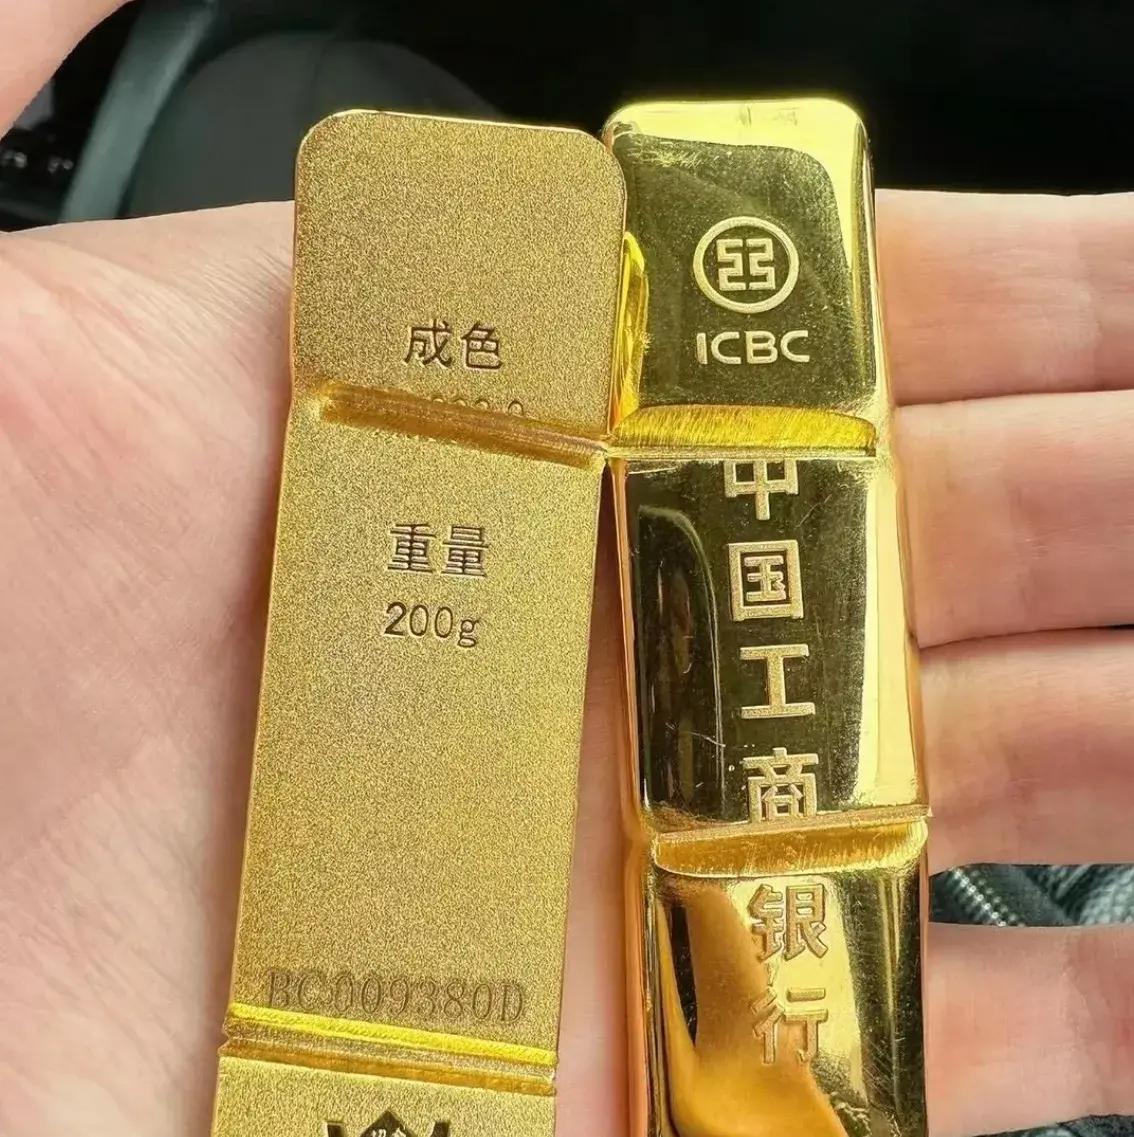 成色
重量
200g
BC009380D
ICBC
中
国
工
商
银
行